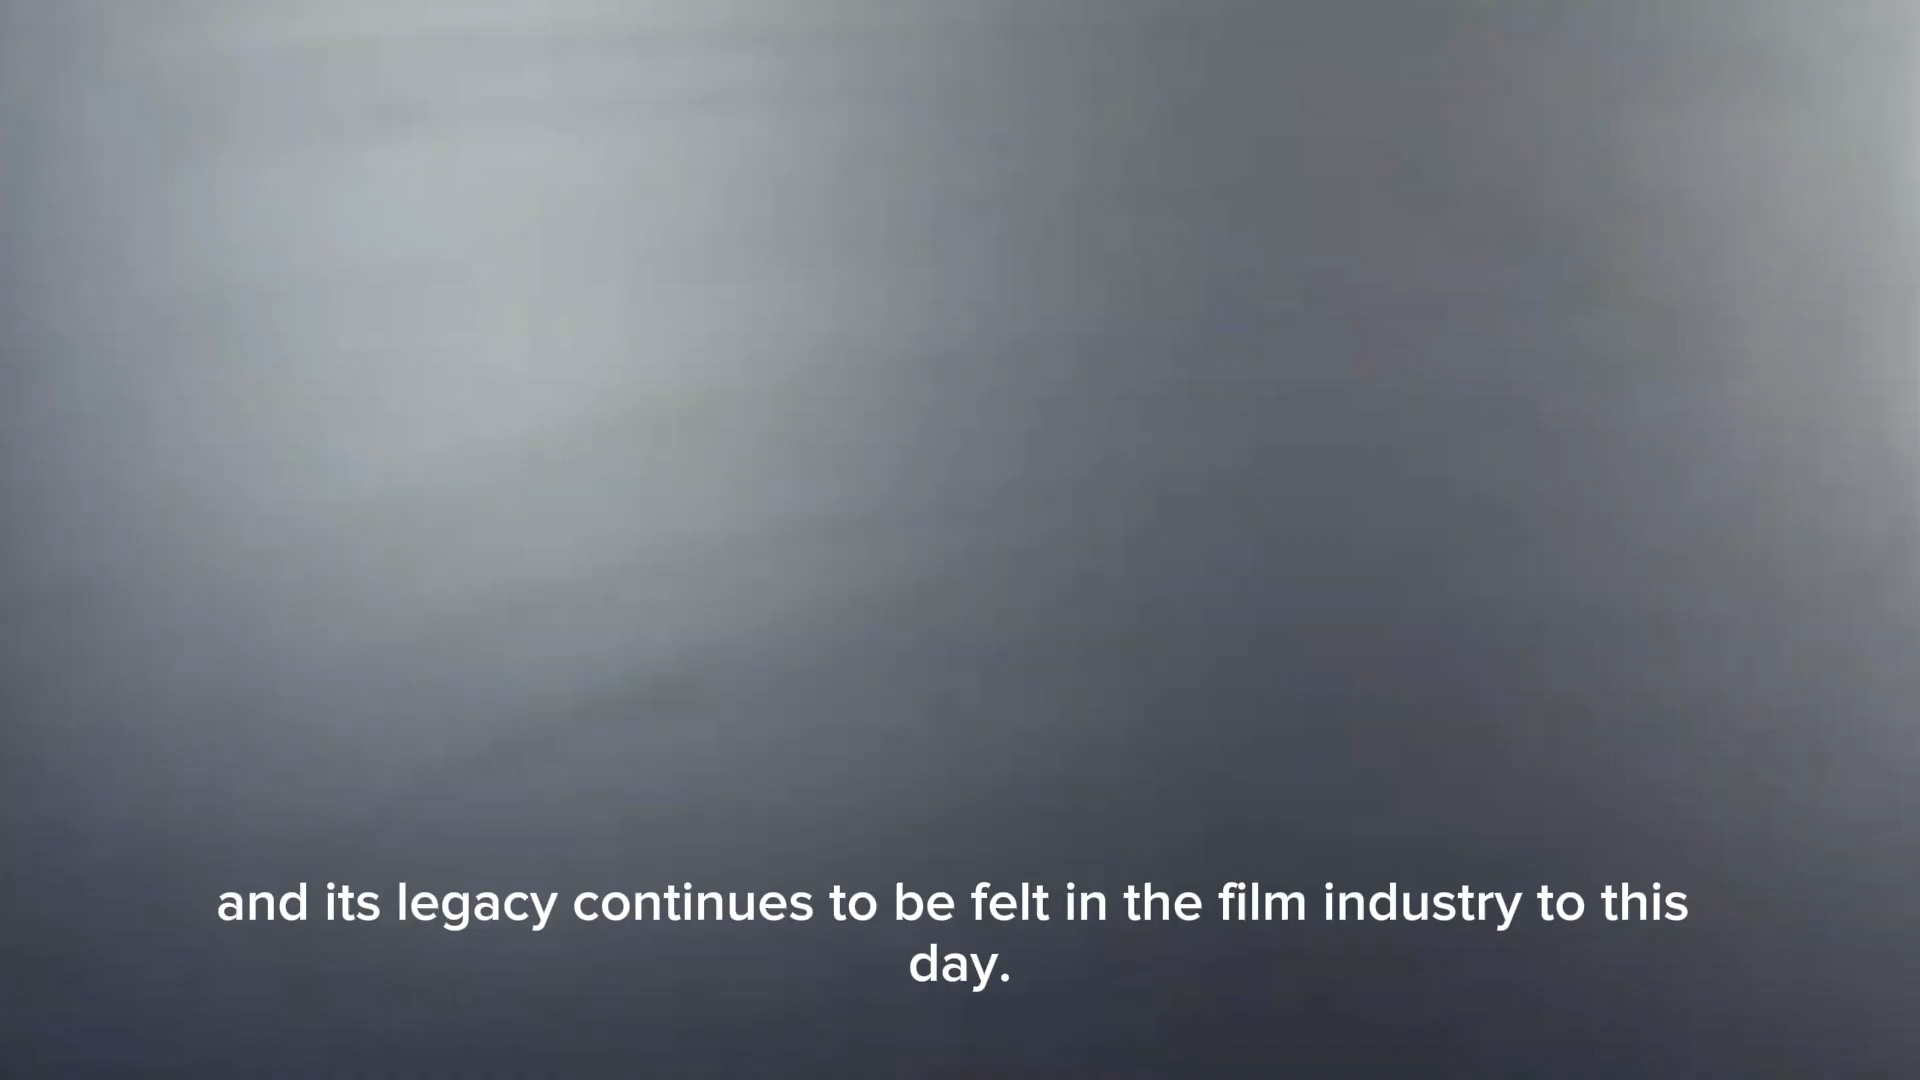 and its legacy continues to be felt in the film industry to this
day.